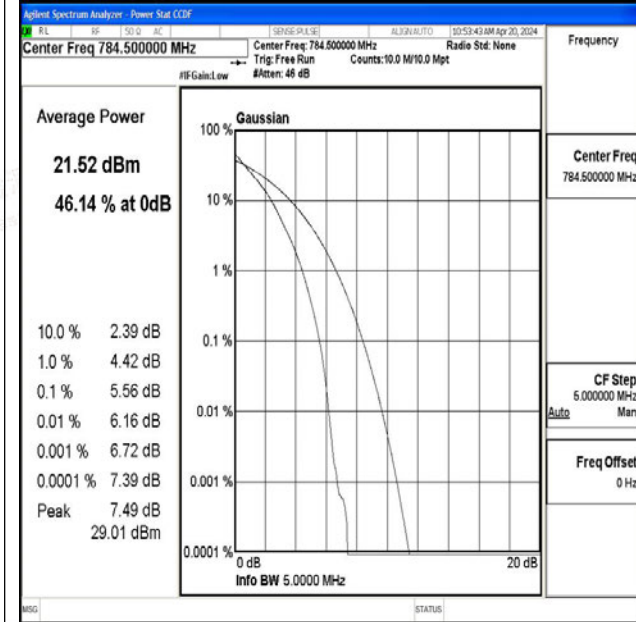 Agilent Spectrum Analyzer - Power Stat CCDF
RL RF 50 Ω AC SENSE:PULSE ALIGN AUTO 10:53:43 AM Apr 20, 2024
Center Freq 784.500000 MHz
Center Freq: 784.500000 MHz Radio Std: None
Trig: Free Run Counts:10.0 M/10.0 Mpt
#IFGain:Low #Atten: 46 dB
Frequency
Average Power
21.52 dBm
46.14 % at 0dB
10.0 % 2.39 dB
1.0 % 4.42 dB
0.1 % 5.56 dB
0.01 % 6.16 dB
0.001 % 6.72 dB
0.0001 % 7.39 dB
Peak 7.49 dB
29.01 dBm
Gaussian
100 %
10 %
1 %
0.1 %
0.01 %
0.001 %
0.0001 %
0 dB 20 dB
Info BW 5.0000 MHz
Center Freq
784.500000 MHz
CF Step
5.000000 MHz
Auto Man
Freq Offset
0 Hz
MSG STATUS